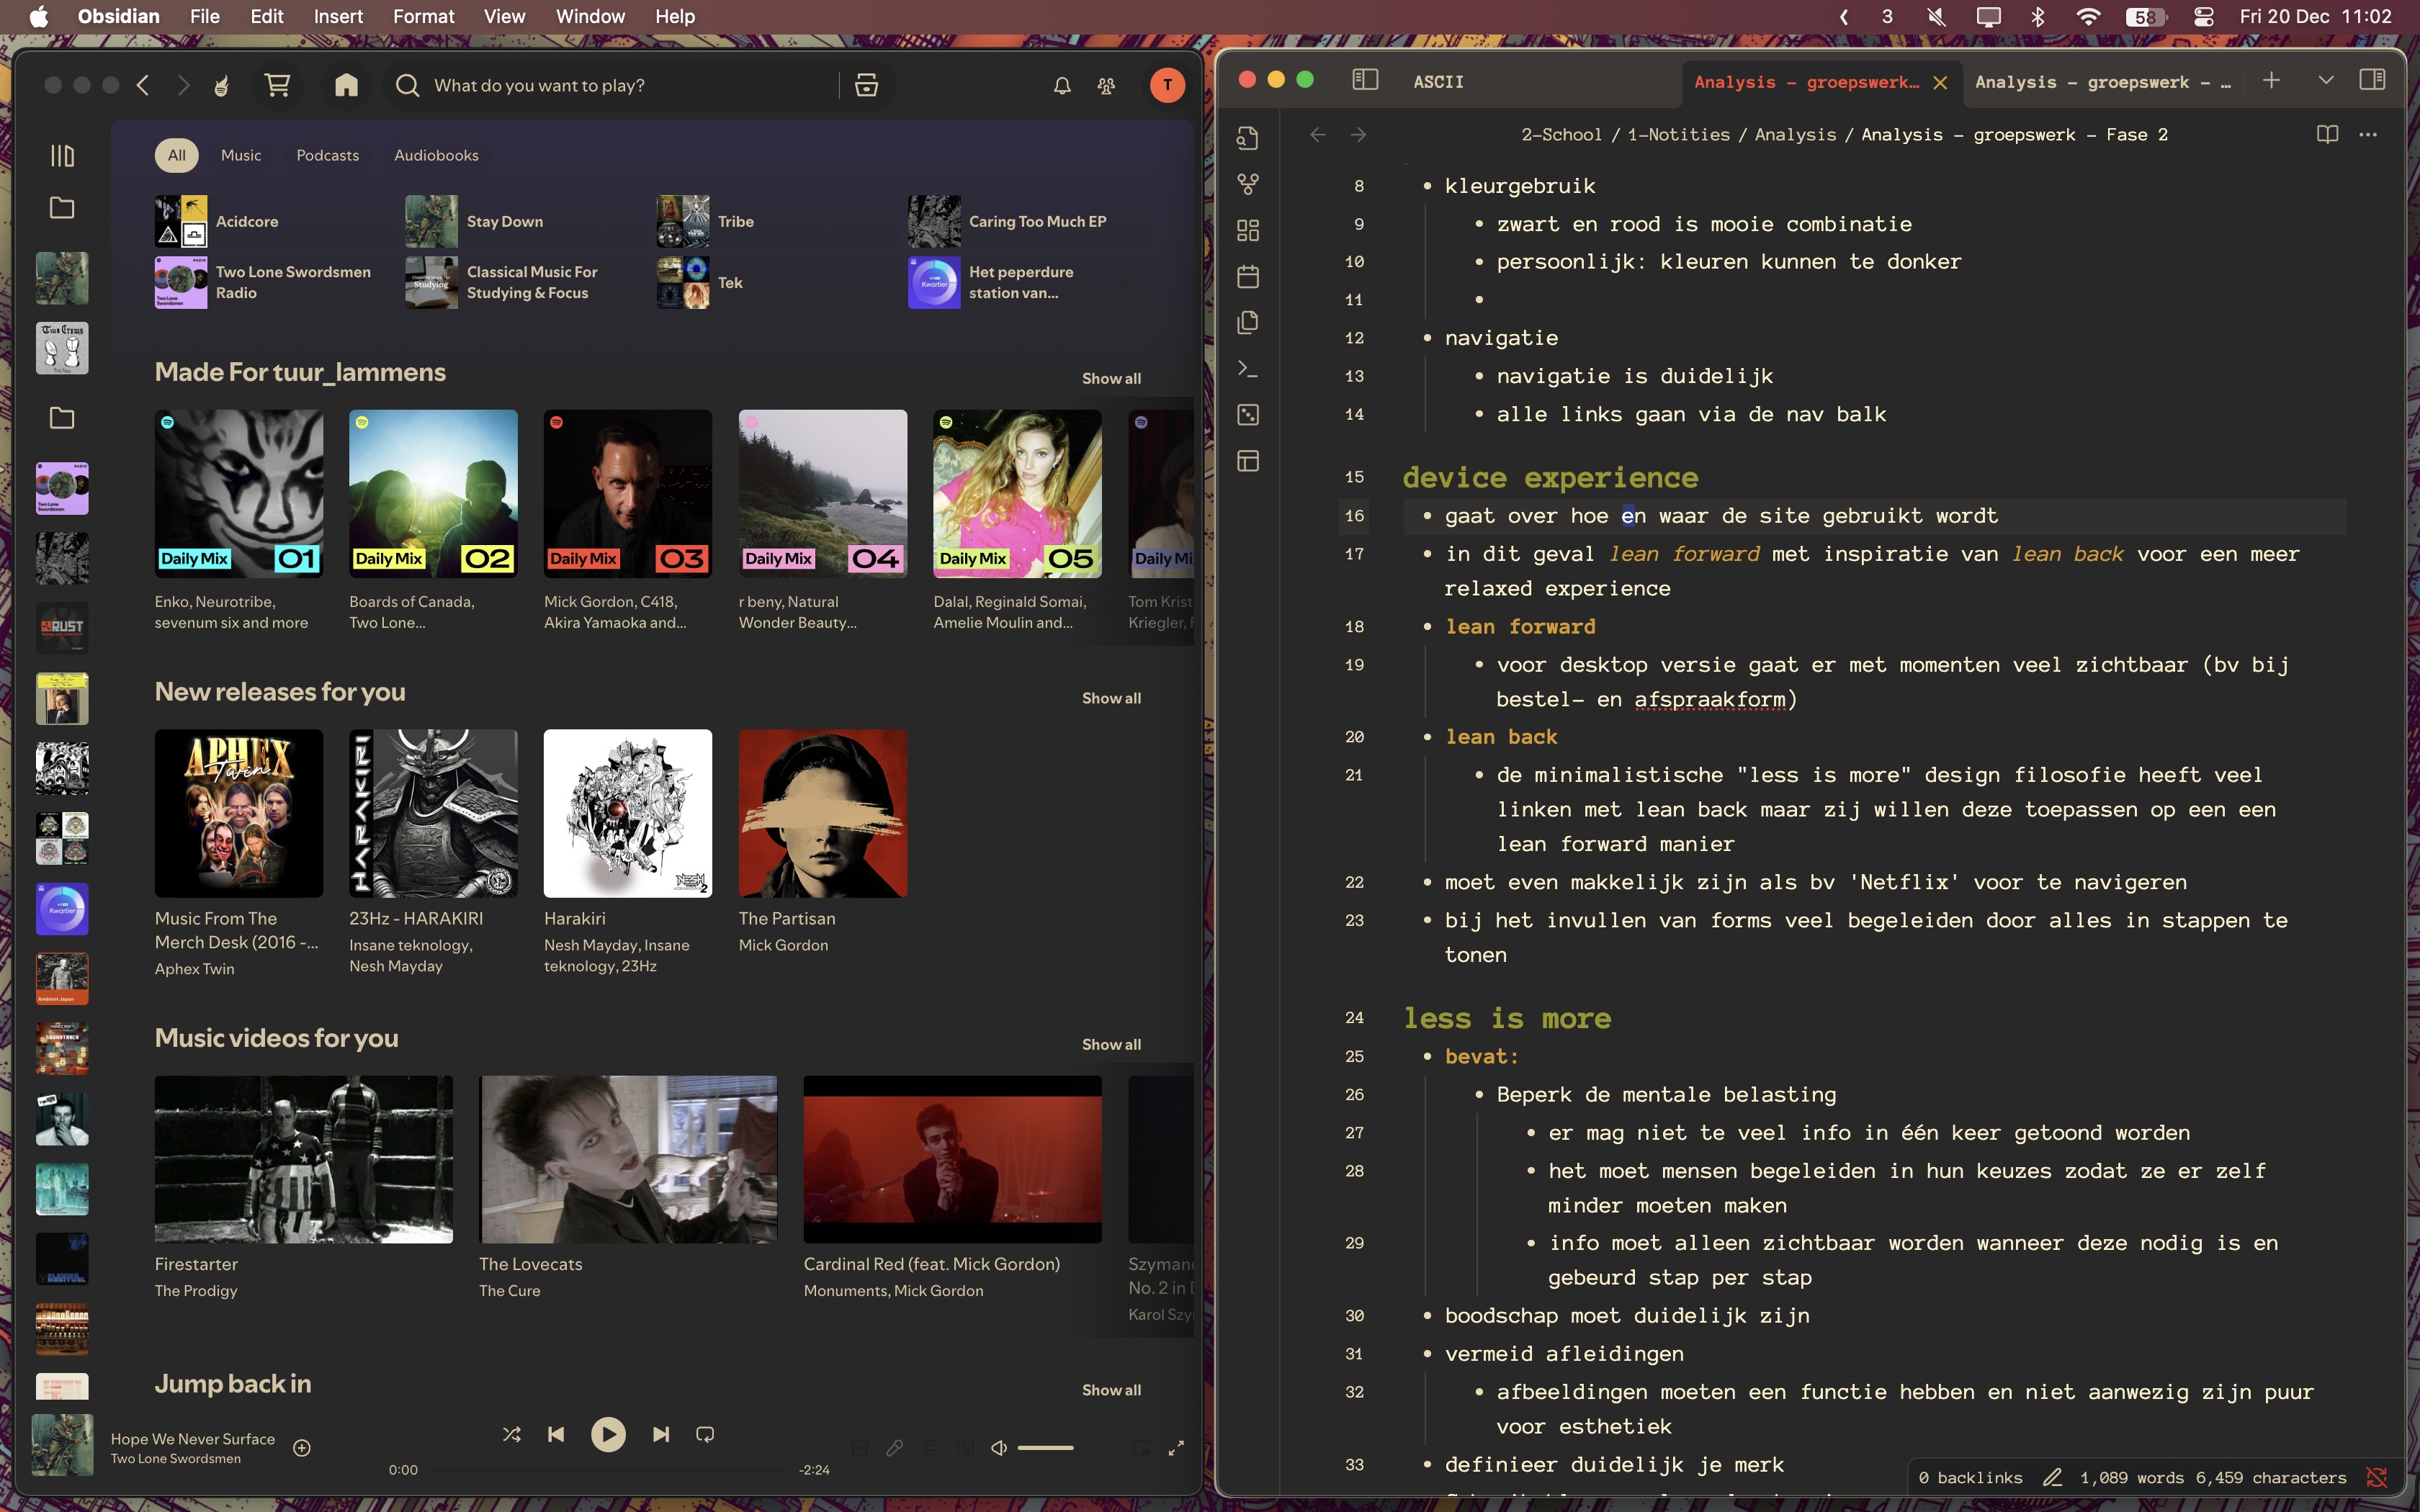 Obsidian File Edit Insert Format View Window Help
3 58 Fri 20 Dec 11:02
What do you want to play?
T
All Music Podcasts Audiobooks
Acidcore
Stay Down
Tribe
Caring Too Much EP
Two Lone Swordsmen
Radio
Classical Music For
Studying & Focus
Tek
Het peperdure
station van...
Made For tuur_lammens
Show all
Daily Mix 01
Daily Mix 02
Daily Mix 03
Daily Mix 04
Daily Mix 05
Daily Mi
Enko, Neurotribe,
sevenum six and more
Boards of Canada,
Two Lone...
Mick Gordon, C418,
Akira Yamaoka and...
r beny, Natural
Wonder Beauty...
Dalal, Reginald Somai,
Amelie Moulin and...
Tom Krist
Kriegler, F
New releases for you
Show all
APHEX
Twin
HARAKIRI
Music From The
Merch Desk (2016 -...
Aphex Twin
23Hz - HARAKIRI
Insane teknology,
Nesh Mayday
Harakiri
Nesh Mayday, Insane
teknology, 23Hz
The Partisan
Mick Gordon
Music videos for you
Show all
Firestarter
The Prodigy
The Lovecats
The Cure
Cardinal Red (feat. Mick Gordon)
Monuments, Mick Gordon
Szymano
No. 2 in
Karol Szy
Jump back in
Show all
Hope We Never Surface
Two Lone Swordsmen
0:00
-2:24
RUST
Kwartier
Ambient Japan
ASCII
Analysis - groepswerk...
Analysis - groepswerk - …
2-School / 1-Notities / Analysis / Analysis - groepswerk - Fase 2
8 • kleurgebruik
9 • zwart en rood is mooie combinatie
10 • persoonlijk: kleuren kunnen te donker
11 •
12 • navigatie
13 • navigatie is duidelijk
14 • alle links gaan via de nav balk
15 device experience
16 • gaat over hoe en waar de site gebruikt wordt
17 • in dit geval lean forward met inspiratie van lean back voor een meer
relaxed experience
18 • lean forward
19 • voor desktop versie gaat er met momenten veel zichtbaar (bv bij
bestel- en afspraakform)
20 • lean back
21 • de minimalistische "less is more" design filosofie heeft veel
linken met lean back maar zij willen deze toepassen op een een
lean forward manier
22 • moet even makkelijk zijn als bv 'Netflix' voor te navigeren
23 • bij het invullen van forms veel begeleiden door alles in stappen te
tonen
24 less is more
25 • bevat:
26 • Beperk de mentale belasting
27 • er mag niet te veel info in één keer getoond worden
28 • het moet mensen begeleiden in hun keuzes zodat ze er zelf
minder moeten maken
29 • info moet alleen zichtbaar worden wanneer deze nodig is en
gebeurd stap per stap
30 • boodschap moet duidelijk zijn
31 • vermeid afleidingen
32 • afbeeldingen moeten een functie hebben en niet aanwezig zijn puur
voor esthetiek
33 • definieer duidelijk je merk
0 backlinks 1,089 words 6,459 characters